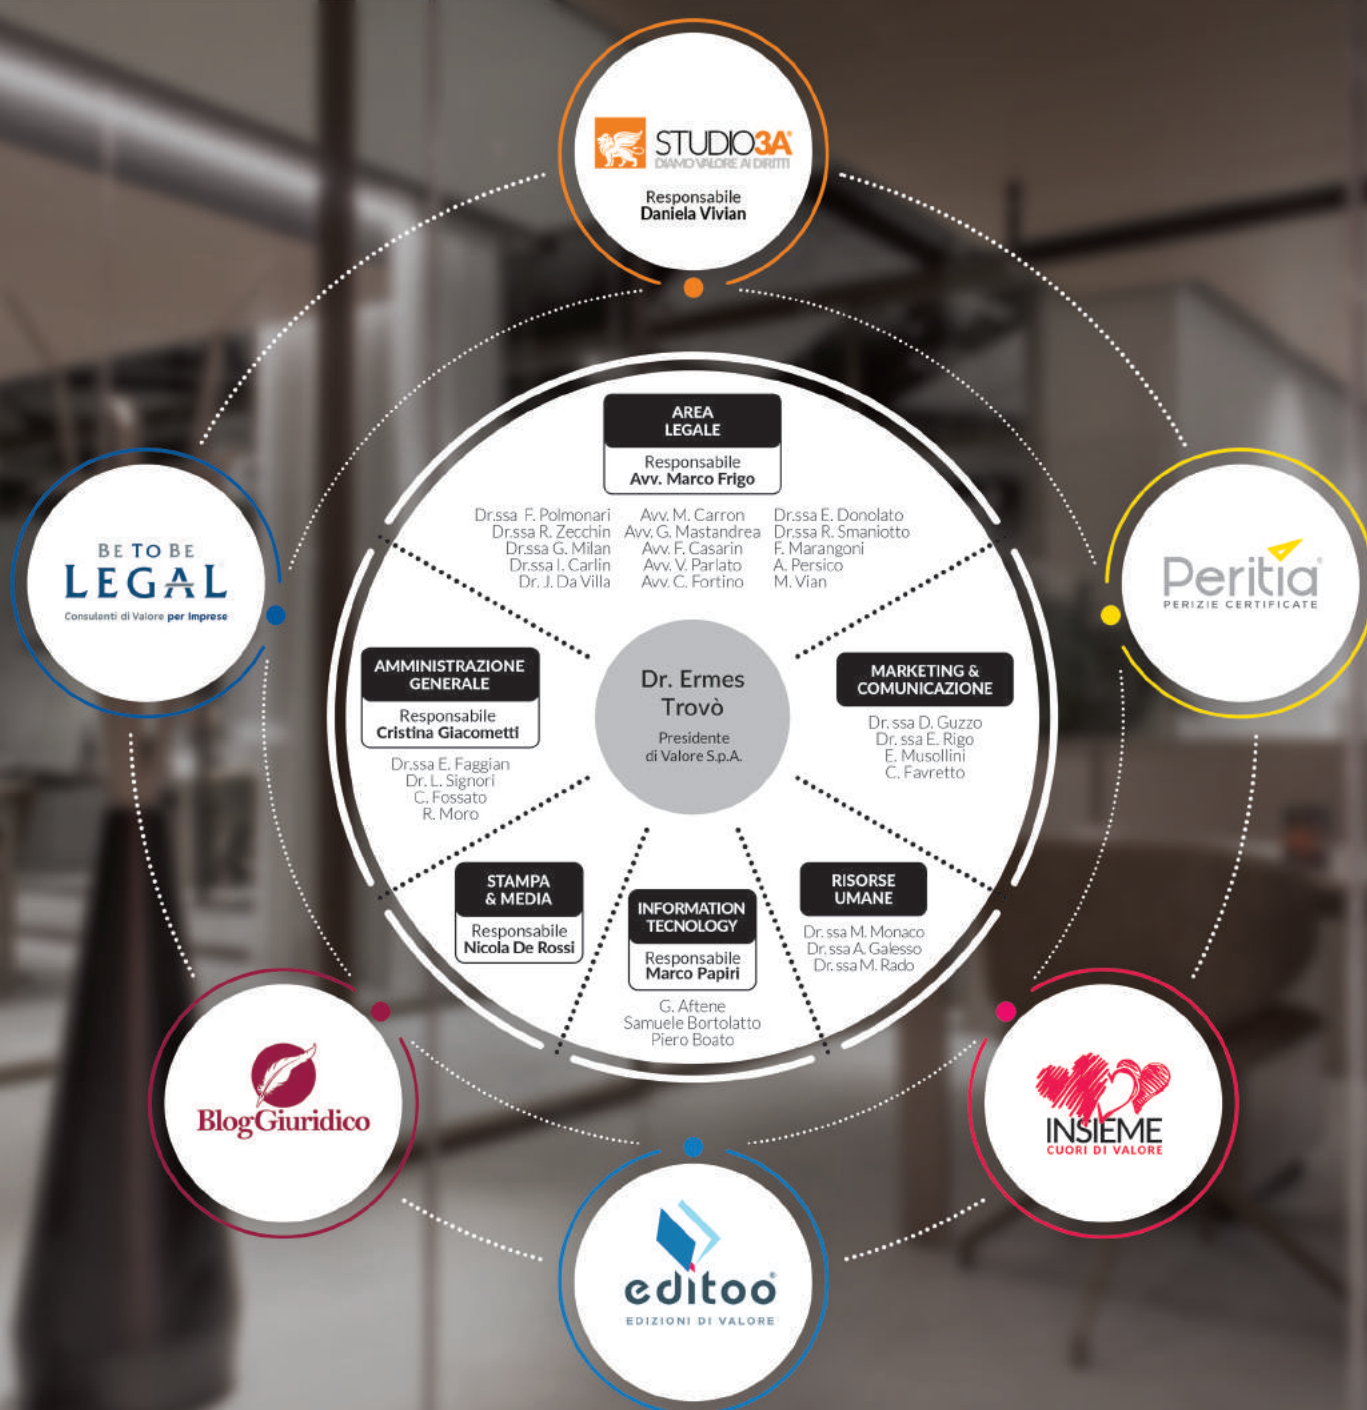 STUDIO3A®
DIAMO VALORE AI DIRITTI
Responsabile
Daniela Vivian
BE TO BE
LEGAL
Consulenti di Valore per Imprese
Peritia®
PERIZIE CERTIFICATE
AREA
LEGALE
Responsabile
Avv. Marco Frigo
Dr.ssa F. Polmonari
Dr.ssa R. Zecchin
Dr.ssa G. Milan
Dr.ssa I. Carlin
Dr. J. Da Villa
Avv. M. Carron
Avv. G. Mastandrea
Avv. F. Casarin
Avv. V. Parlato
Avv. C. Fortino
Dr.ssa E. Donolato
Dr.ssa R. Smaniotto
F. Marangoni
A. Persico
M. Vian
AMMINISTRAZIONE
GENERALE
Responsabile
Cristina Giacometti
Dr.ssa E. Faggian
Dr. L. Signori
C. Fossato
R. Moro
Dr. Ermes
Trovò
Presidente
di Valore S.p.A.
MARKETING &
COMUNICAZIONE
Dr. ssa D. Guzzo
Dr. ssa E. Rigo
E. Musollini
C. Favretto
STAMPA
& MEDIA
Responsabile
Nicola De Rossi
INFORMATION
TECNOLOGY
Responsabile
Marco Papiri
G. Aftene
Samuele Bortolatto
Piero Boato
RISORSE
UMANE
Dr. ssa M. Monaco
Dr. ssa A. Galesso
Dr. ssa M. Rado
BlogGiuridico
INSIEME
CUORI DI VALORE
editoo®
EDIZIONI DI VALORE